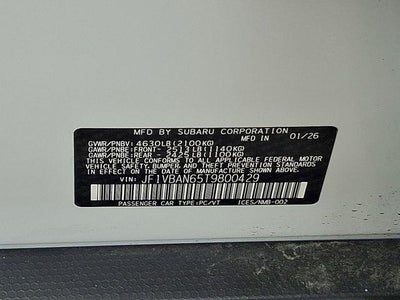 MFD BY SUBARU CORPORATION
MFD IN 01/26
GVWR/PNBV: 4630LB(2100KG)
GAWR/PNBE:FRONT- 2513LB(1140KG)
GAWR/PNBE:REAR - 2425LB(1100KG)
THIS VEHICLE CONFORMS TO ALL APPLICABLE FEDERAL MOTOR
VEHICLE SAFETY, BUMPER, AND THEFT PREVENTION STANDARDS
IN EFFECT ON THE DATE OF MANUFACTURE SHOWN ABOVE.
VIN: JF1VBAN65T9800429
PASSENGER CAR TYPE:PC/VT ICES/NMB-002